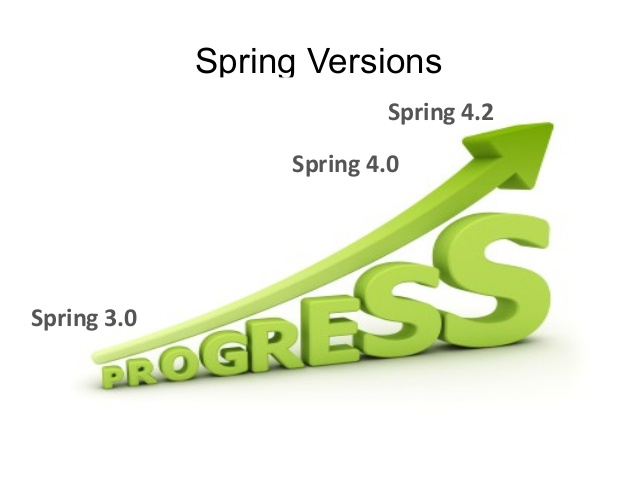 Spring Versions
Spring 4.2
Spring 4.0
Spring 3.0
PROGRESS